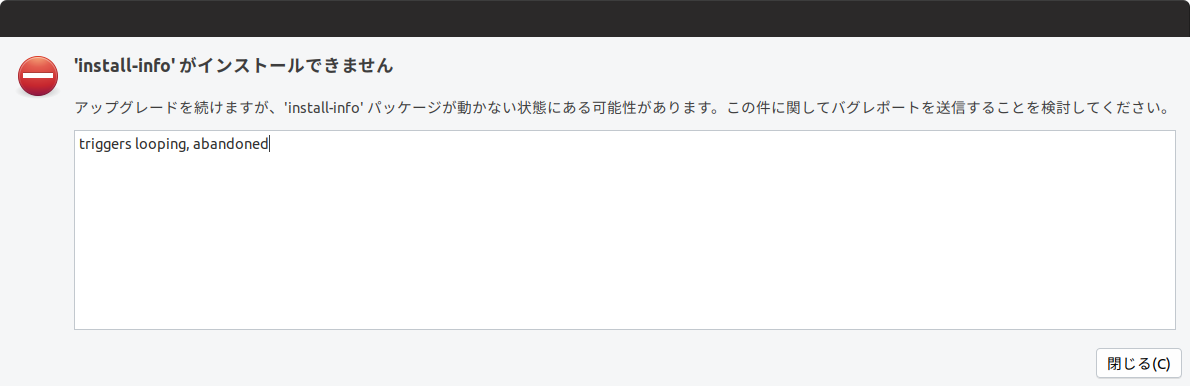 'install-info' がインストールできません
アップグレードを続けますが、'install-info' パッケージが動かない状態にある可能性があります。この件に関してバグレポートを送信することを検討してください。
triggers looping, abandoned
閉じる(C)